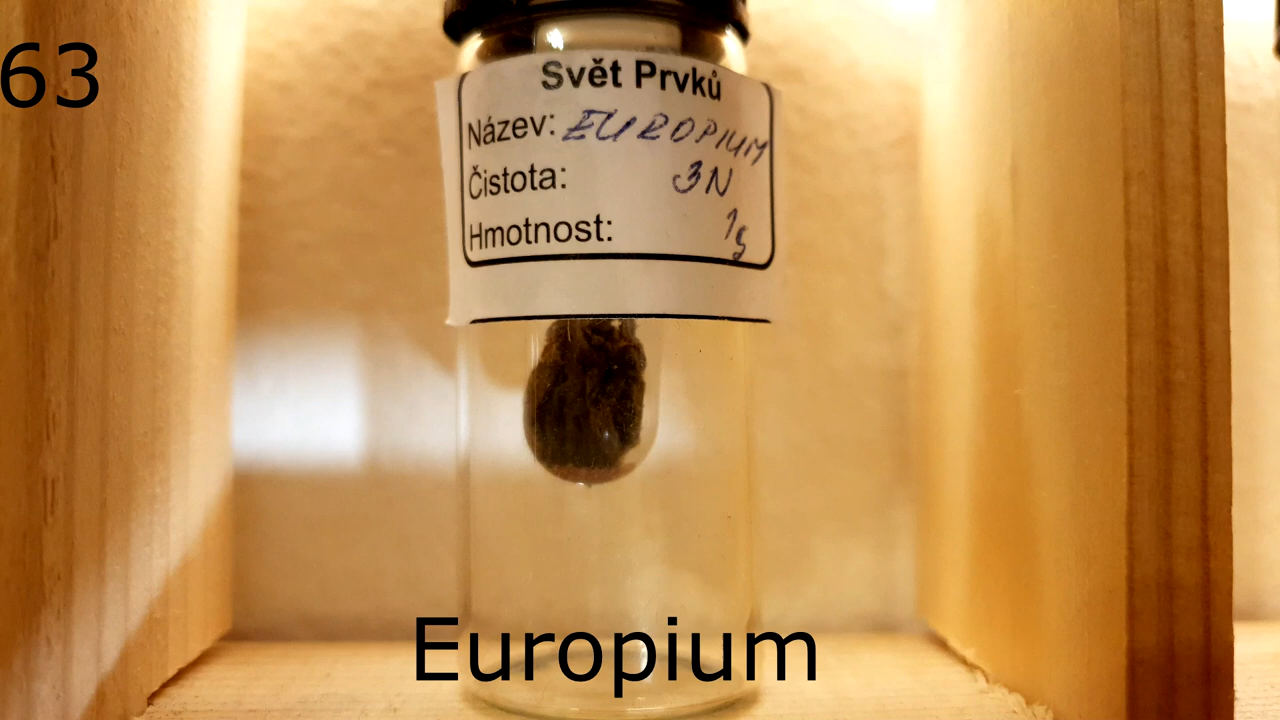 63
Svět Prvků
Název: EUROPIUM
Čistota: 3N
Hmotnost: 1g
Europium